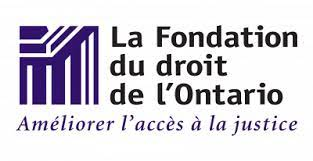 La Fondation
du droit
de l'Ontario
Améliorer l'accès à la justice